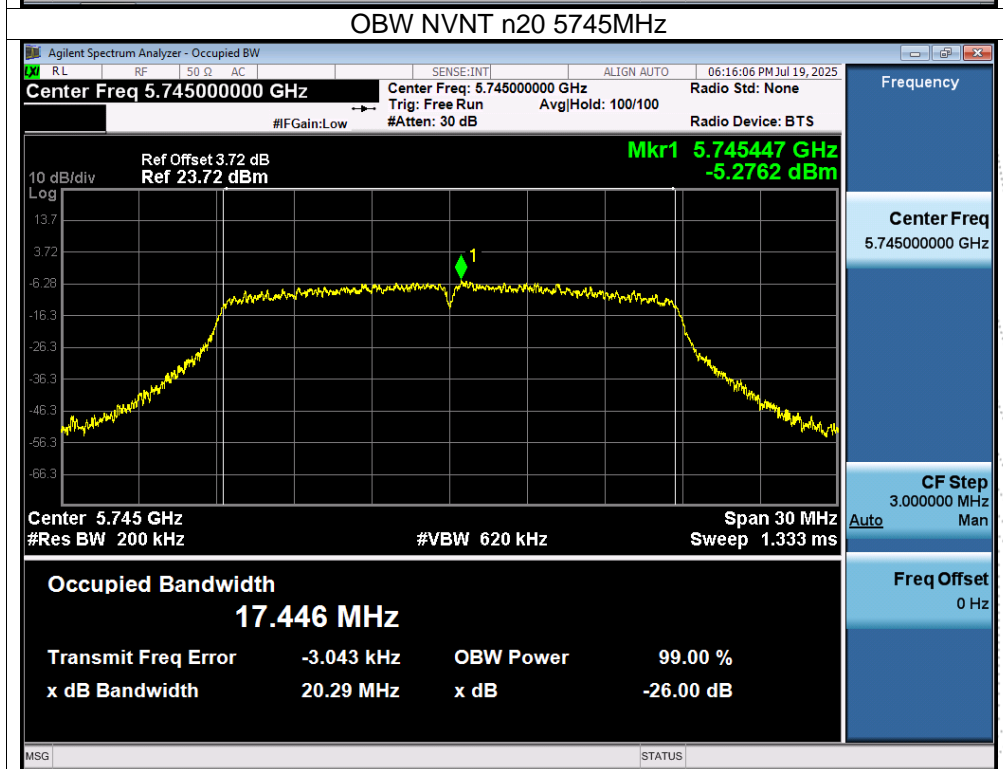 OBW NVNT n20 5745MHz
Agilent Spectrum Analyzer - Occupied BW
LXI RL RF 50 Ω AC SENSE:INT ALIGN AUTO 06:16:06 PM Jul 19, 2025
Center Freq 5.745000000 GHz
Center Freq: 5.745000000 GHz
Radio Std: None
Trig: Free Run Avg|Hold: 100/100
#IFGain:Low #Atten: 30 dB Radio Device: BTS
Mkr1 5.745447 GHz
-5.2762 dBm
Ref Offset 3.72 dB
10 dB/div Ref 23.72 dBm
Log
13.7
3.72
-6.28
-16.3
-26.3
-36.3
-46.3
-56.3
-66.3
1
Center 5.745 GHz Span 30 MHz
#Res BW 200 kHz #VBW 620 kHz Sweep 1.333 ms
Occupied Bandwidth
17.446 MHz
Transmit Freq Error -3.043 kHz OBW Power 99.00 %
x dB Bandwidth 20.29 MHz x dB -26.00 dB
MSG STATUS
Frequency
Center Freq
5.745000000 GHz
CF Step
3.000000 MHz
Auto Man
Freq Offset
0 Hz